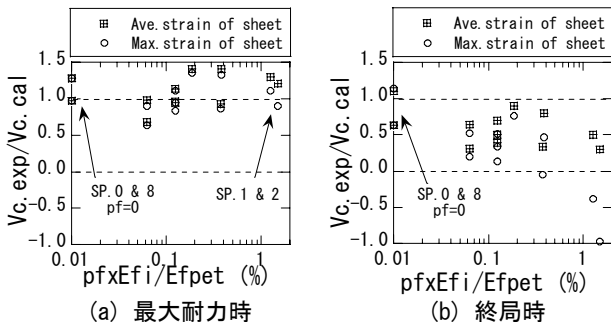 Ave.strain of sheet
Max.strain of sheet
Vc.exp/Vc.cal
1.5
1.0
0.5
0.0
-0.5
-1.0
SP.0 & 8
pf=0
SP.1 & 2
0.01
0.1
1
pfxEfi/Efpet (%)
(a) 最大耐力時
Ave.strain of sheet
Max.strain of sheet
Vc.exp/Vc.cal
1.5
1.0
0.5
0.0
-0.5
-1.0
SP.0 & 8
pf=0
0.01
0.1
1
pfxEfi/Efpet (%)
(b) 終局時